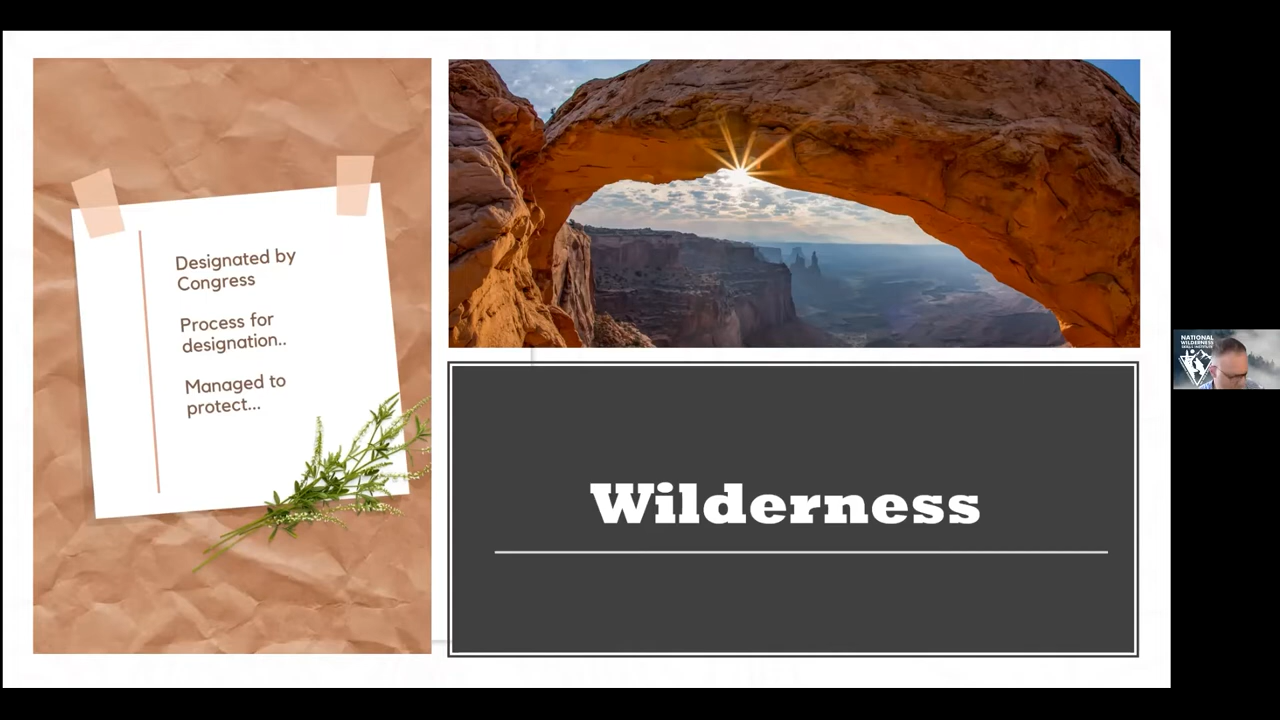 Designated by
Congress
Process for
designation..
Managed to
protect...
Wilderness
NATIONAL
WILDERNESS
SKILLS INSTITUTE